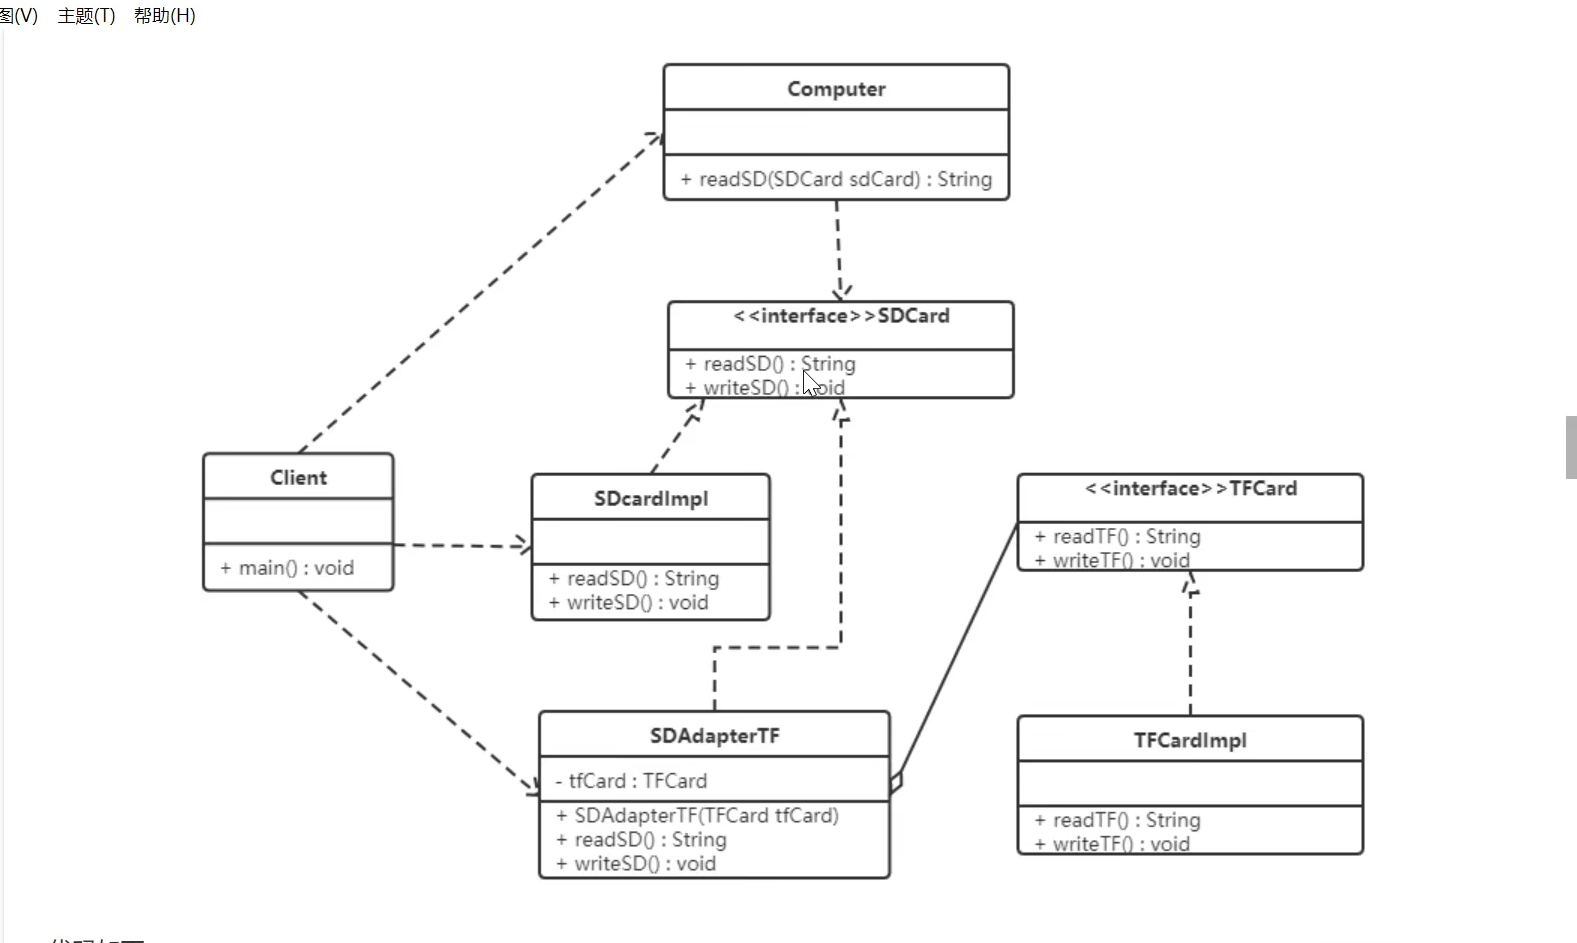 图(V) 主题(T) 帮助(H)
Computer
+ readSD(SDCard sdCard) : String
<<interface>>SDCard
+ readSD() : String
+ writeSD() : void
Client
+ main() : void
SDcardImpl
+ readSD() : String
+ writeSD() : void
<<interface>>TFCard
+ readTF() : String
+ writeTF() : void
SDAdapterTF
- tfCard : TFCard
+ SDAdapterTF(TFCard tfCard)
+ readSD() : String
+ writeSD() : void
TFCardImpl
+ readTF() : String
+ writeTF() : void